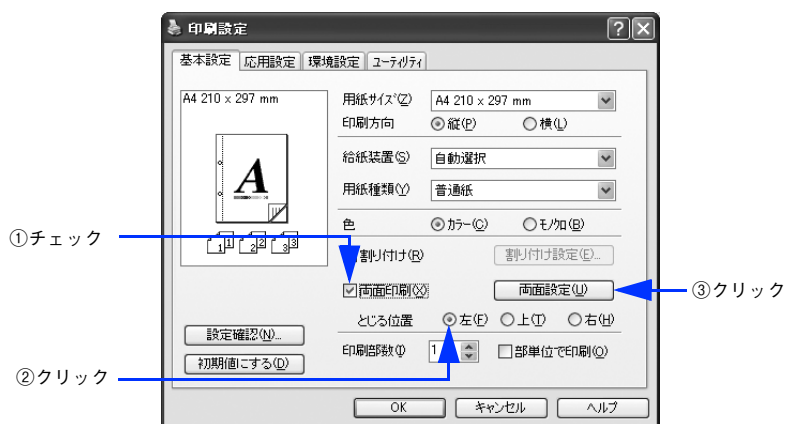 印刷設定
基本設定 応用設定 環境設定 ユーティリティ
A4 210 x 297 mm
用紙サイズ(Z) A4 210 x 297 mm
印刷方向 縦(P) 横(L)
給紙装置(S) 自動選択
用紙種類(Y) 普通紙
A
色 カラー(C) モノクロ(B)
1 1 2 2 3 3
①チェック
割り付け(R) 割り付け設定(E)...
両面印刷(X) 両面設定(U)
③クリック
とじる位置 左(F) 上(T) 右(H)
設定確認(N)...
印刷部数(I) 1 部単位で印刷(O)
初期値にする(D)
②クリック
OK キャンセル ヘルプ